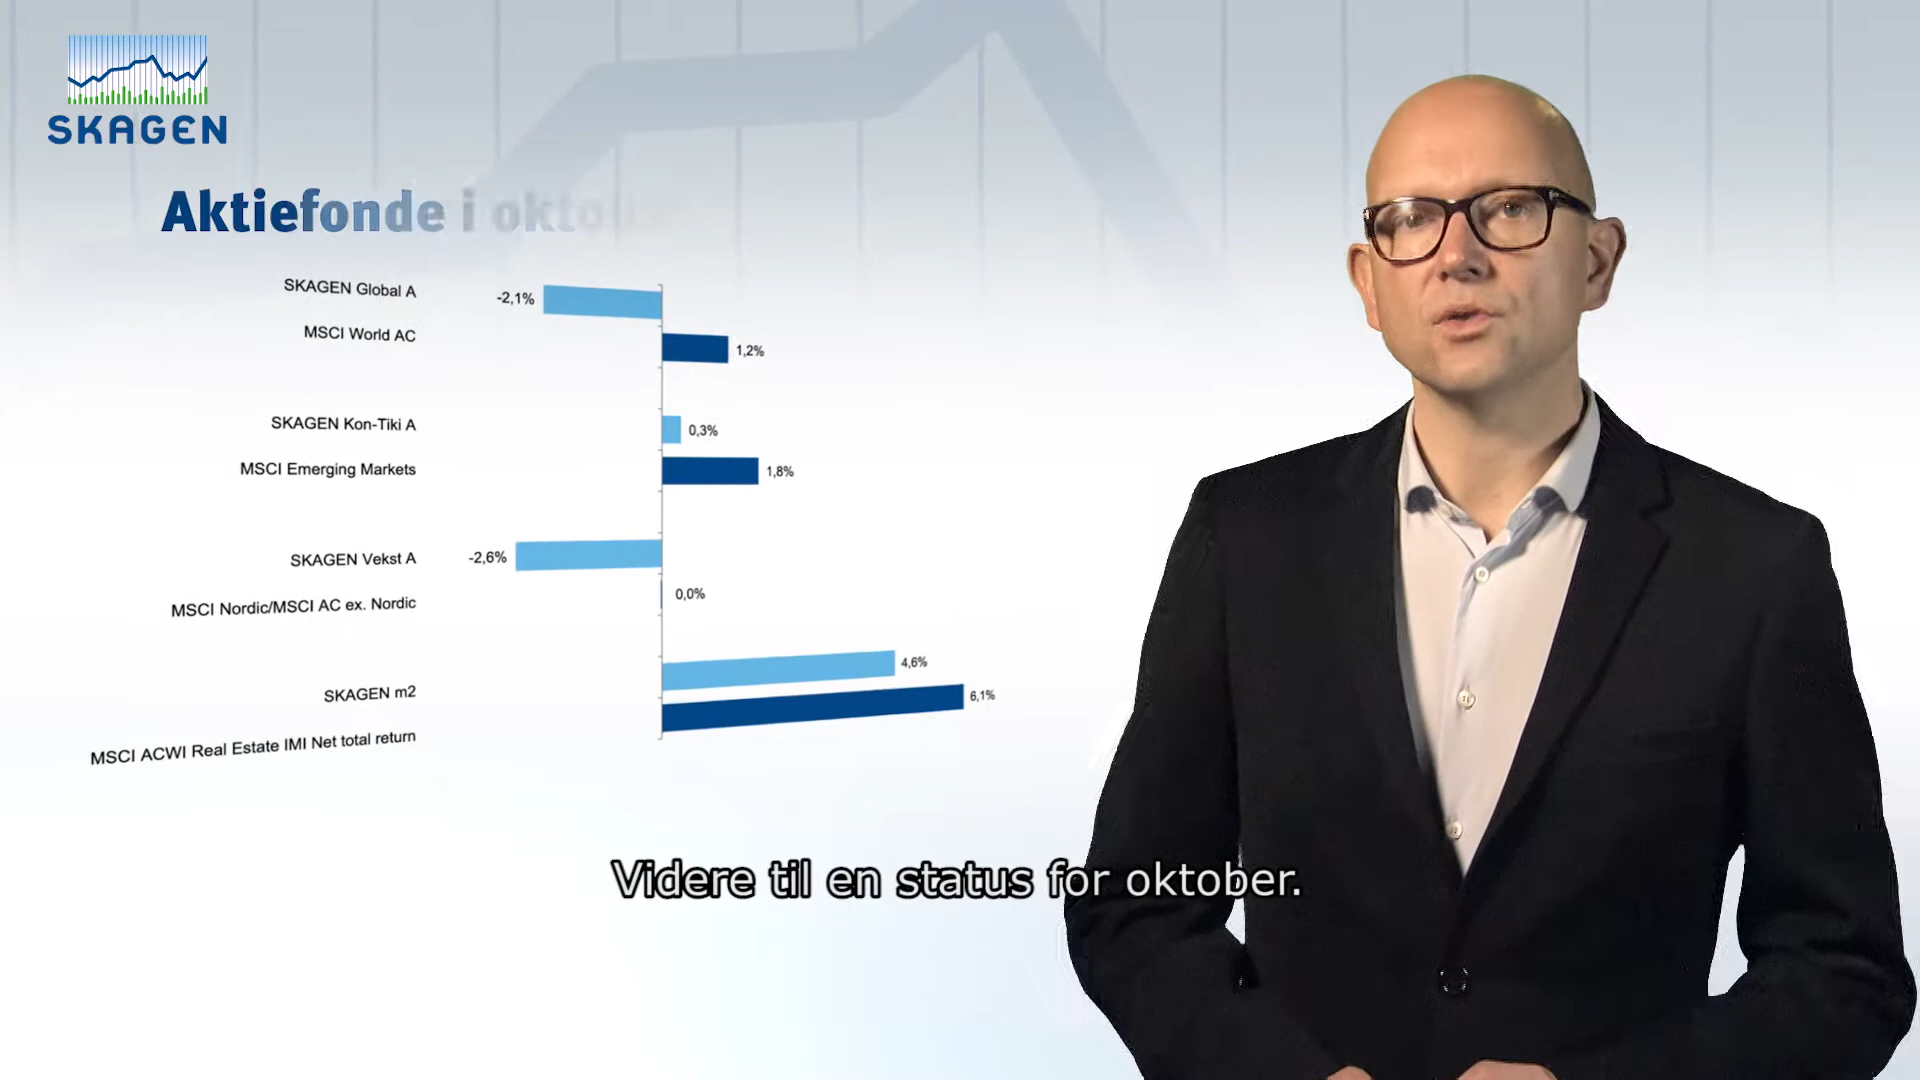 SKAGEN
Aktiefonde i okto
SKAGEN Global A
-2,1%
MSCI World AC
1,2%
SKAGEN Kon-Tiki A
0,3%
MSCI Emerging Markets
1,8%
SKAGEN Vekst A
-2,6%
MSCI Nordic/MSCI AC ex. Nordic
0,0%
SKAGEN m2
4,6%
MSCI ACWI Real Estate IMI Net total return
6,1%
Videre til en status for oktober.